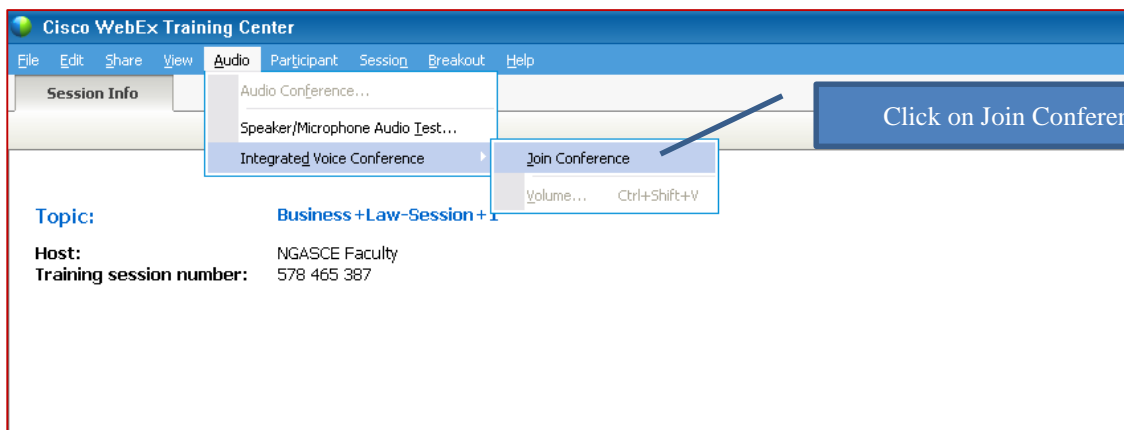 Cisco WebEx Training Center
File Edit Share View Audio Participant Session Breakout Help
Session Info
Audio Conference...
Speaker/Microphone Audio Test...
Integrated Voice Conference
Join Conference
Volume... Ctrl+Shift+V
Click on Join
Topic: Business+Law-Session+1
Host: NGASCE Faculty
Training session number: 578 465 387